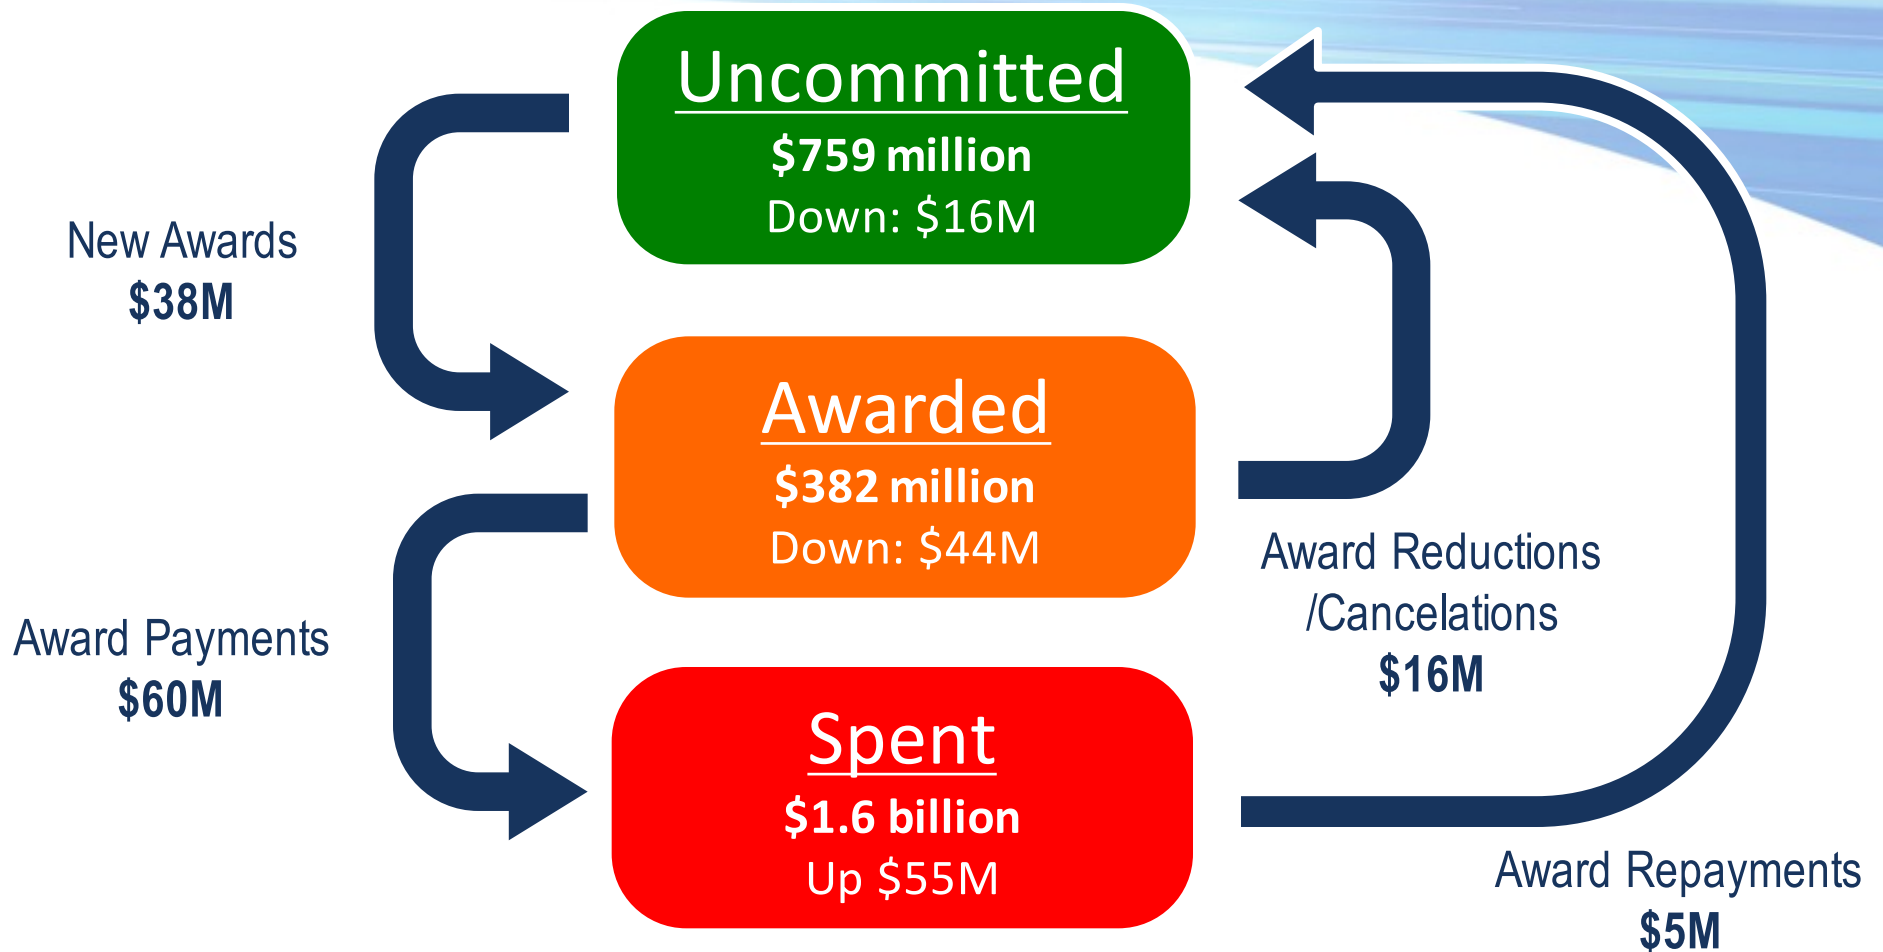 Uncommitted
$759 million
Down: $16M
New Awards
$38M
Awarded
$382 million
Down: $44M
Award Reductions
/Cancelations
$16M
Award Payments
$60M
Spent
$1.6 billion
Up $55M
Award Repayments
$5M